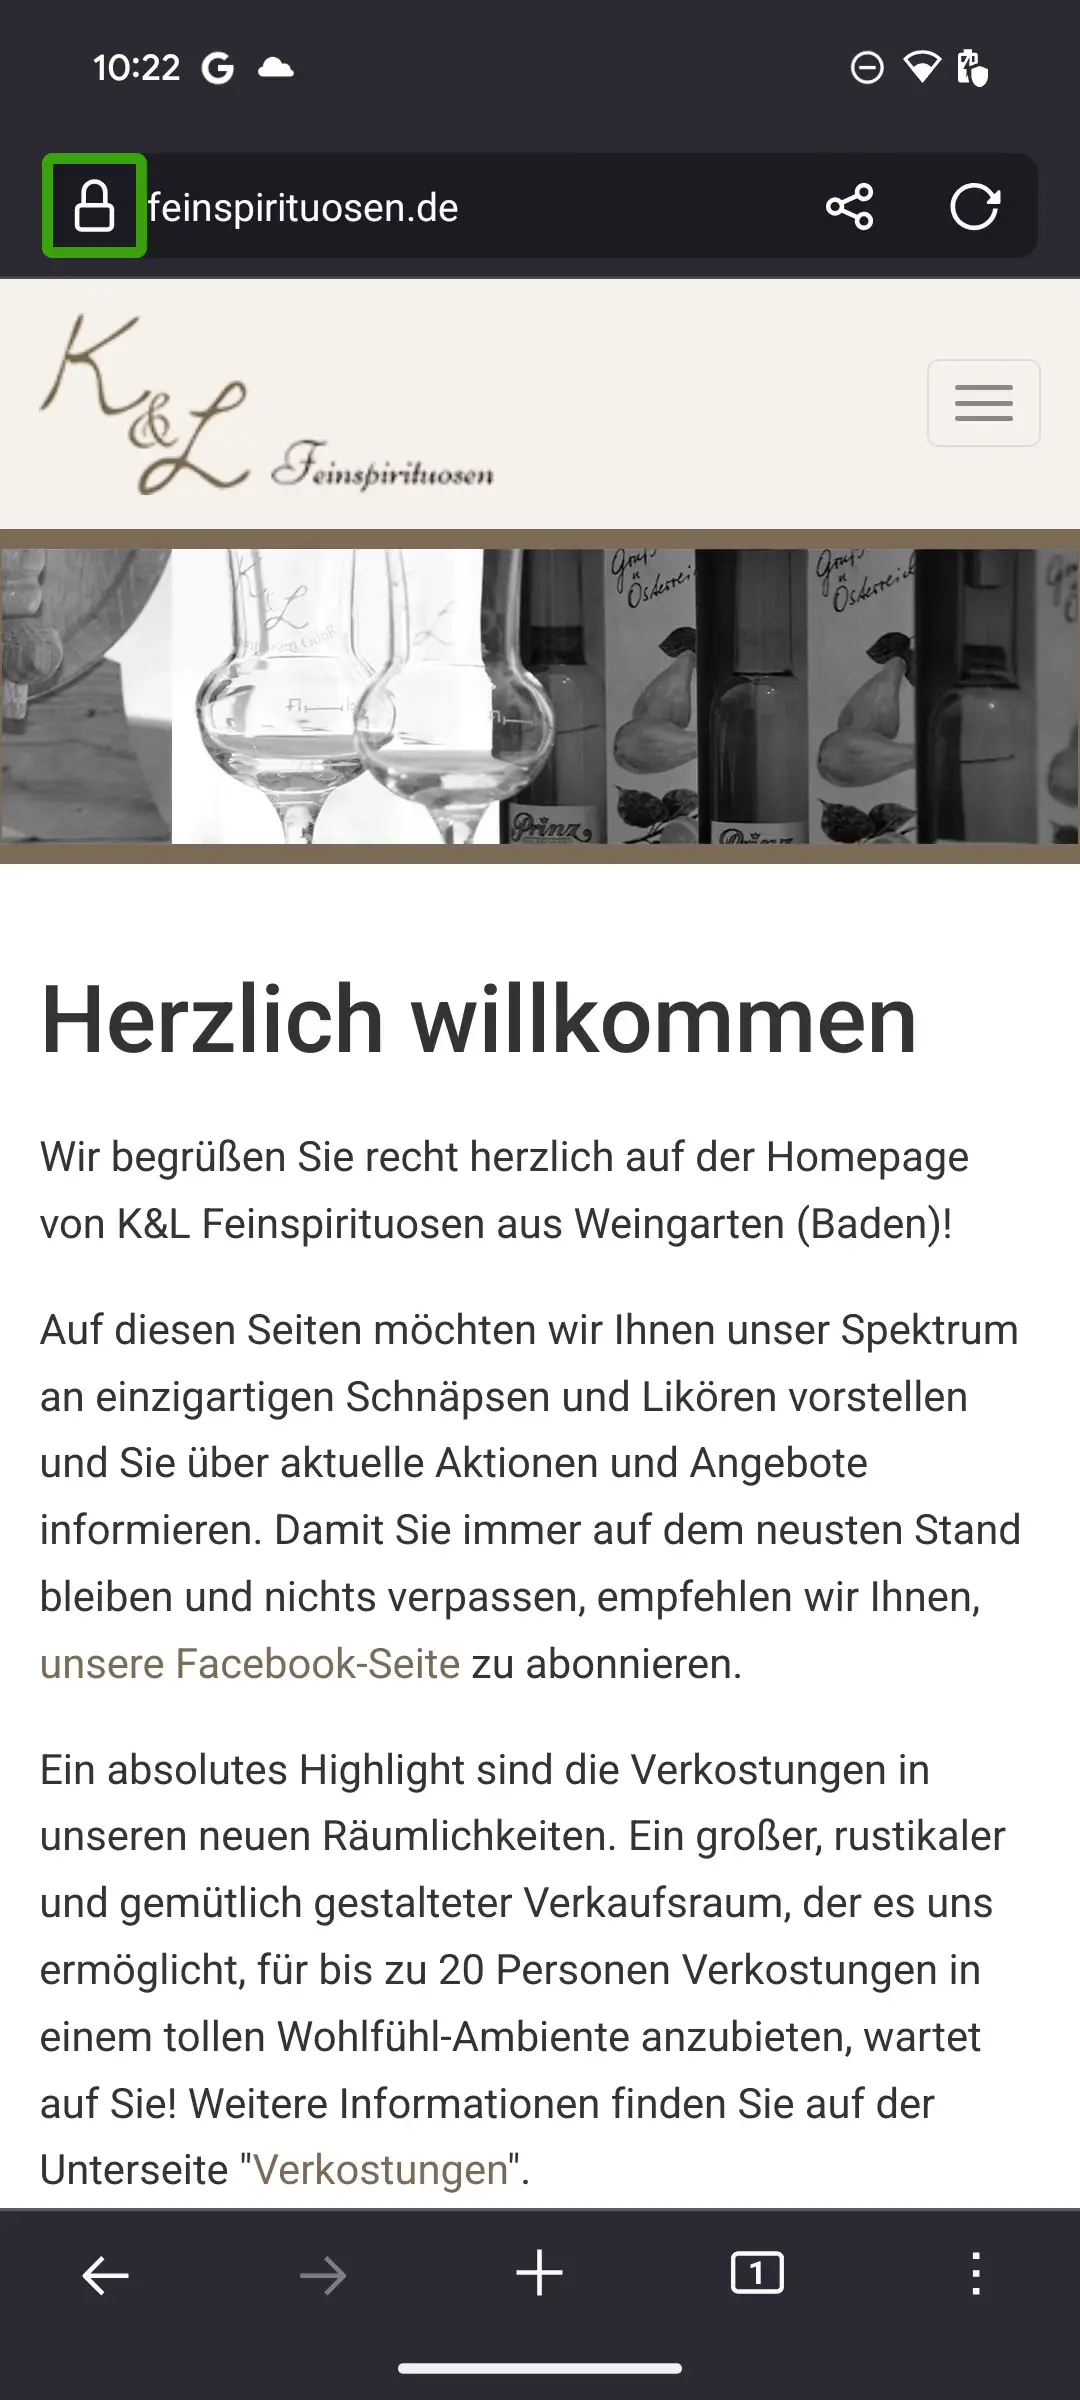 10:22
feinspirituosen.de
K&L Feinspirituosen
Gruß
a. Österreich
Prinz
Prinz
Herzlich willkommen
Wir begrüßen Sie recht herzlich auf der Homepage
von K&L Feinspirituosen aus Weingarten (Baden)!
Auf diesen Seiten möchten wir Ihnen unser Spektrum
an einzigartigen Schnäpsen und Likören vorstellen
und Sie über aktuelle Aktionen und Angebote
informieren. Damit Sie immer auf dem neusten Stand
bleiben und nichts verpassen, empfehlen wir Ihnen,
unsere Facebook-Seite zu abonnieren.
Ein absolutes Highlight sind die Verkostungen in
unseren neuen Räumlichkeiten. Ein großer, rustikaler
und gemütlich gestalteter Verkaufsraum, der es uns
ermöglicht, für bis zu 20 Personen Verkostungen in
einem tollen Wohlfühl-Ambiente anzubieten, wartet
auf Sie! Weitere Informationen finden Sie auf der
Unterseite "Verkostungen".
1